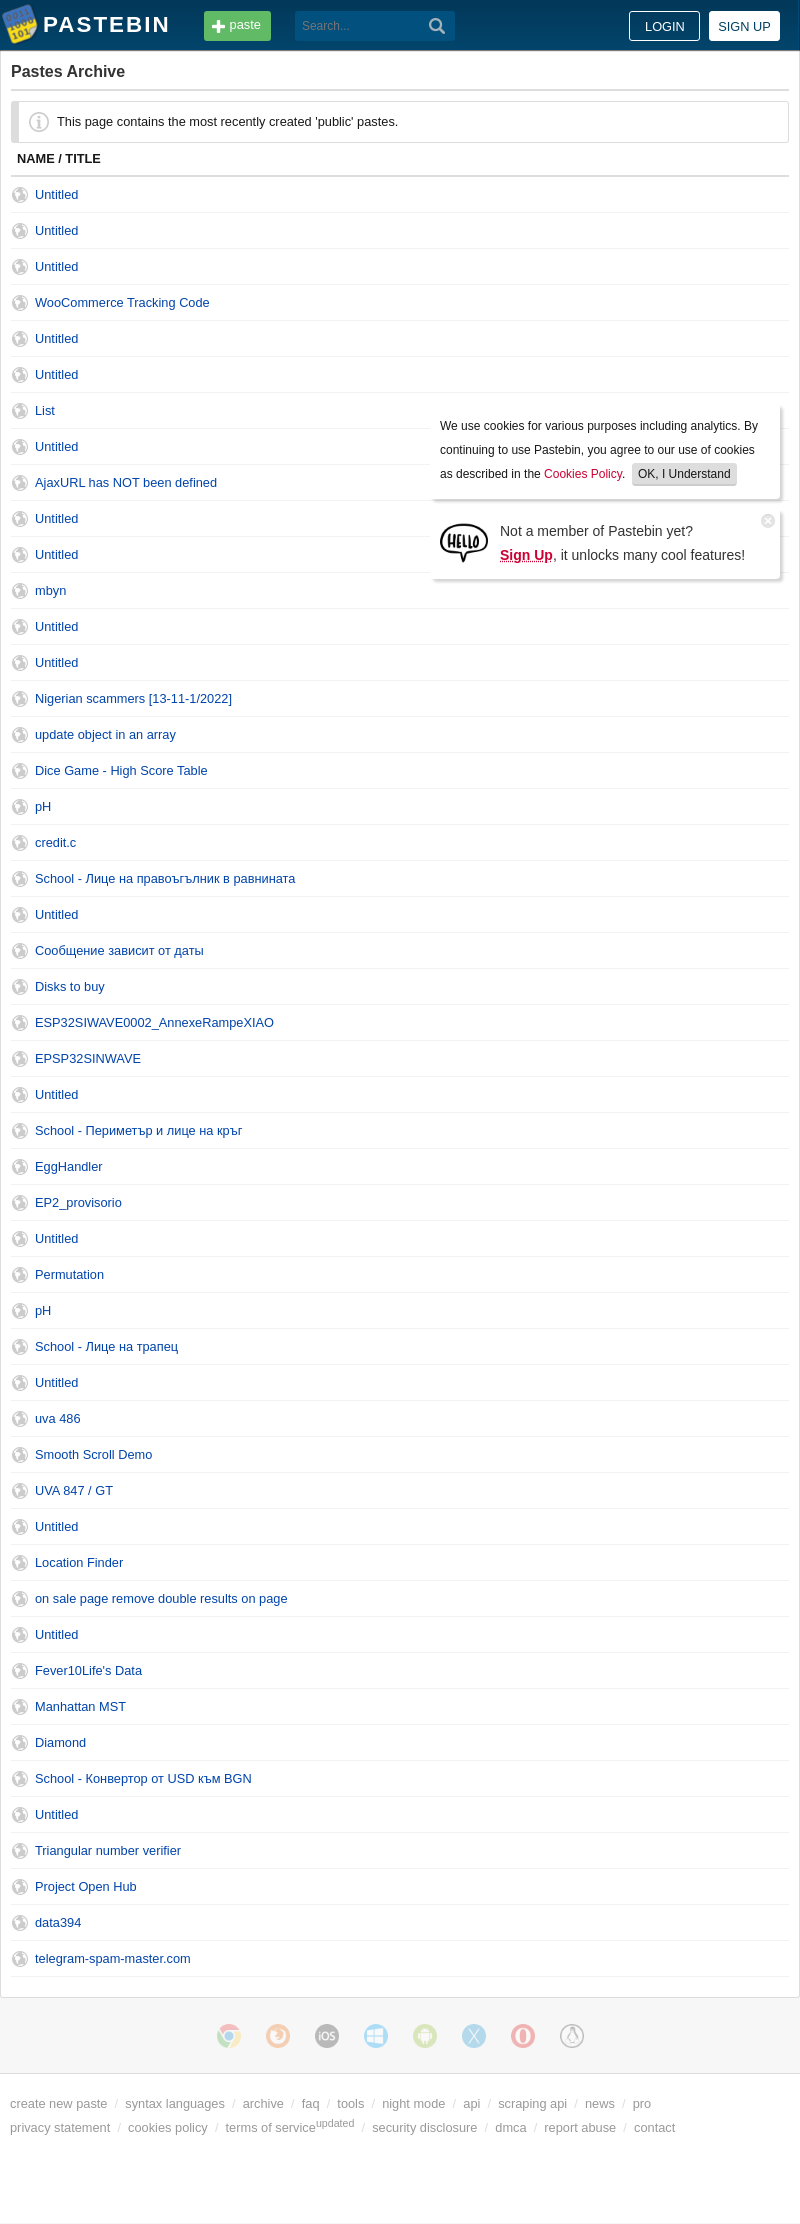 PASTEBIN
paste
Search...
LOGIN
SIGN UP
Pastes Archive
This page contains the most recently created 'public' pastes.
NAME / TITLE
Untitled
Untitled
Untitled
WooCommerce Tracking Code
Untitled
Untitled
List
Untitled
AjaxURL has NOT been defined
Untitled
Untitled
mbyn
Untitled
Untitled
Nigerian scammers [13-11-1/2022]
update object in an array
Dice Game - High Score Table
pH
credit.c
School - Лице на правоъгълник в равнината
Untitled
Сообщение зависит от даты
Disks to buy
ESP32SIWAVE0002_AnnexeRampeXIAO
EPSP32SINWAVE
Untitled
School - Периметър и лице на кръг
EggHandler
EP2_provisorio
Untitled
Permutation
pH
School - Лице на трапец
Untitled
uva 486
Smooth Scroll Demo
UVA 847 / GT
Untitled
Location Finder
on sale page remove double results on page
Untitled
Fever10Life's Data
Manhattan MST
Diamond
School - Конвертор от USD към BGN
Untitled
Triangular number verifier
Project Open Hub
data394
telegram-spam-master.com
We use cookies for various purposes including analytics. By
continuing to use Pastebin, you agree to our use of cookies
as described in the Cookies Policy. OK, I Understand
HELLO
Not a member of Pastebin yet?
Sign Up, it unlocks many cool features!
iOS
create new paste / syntax languages / archive / faq / tools / night mode / api / scraping api / news / pro
privacy statement / cookies policy / terms of service updated / security disclosure / dmca / report abuse / contact